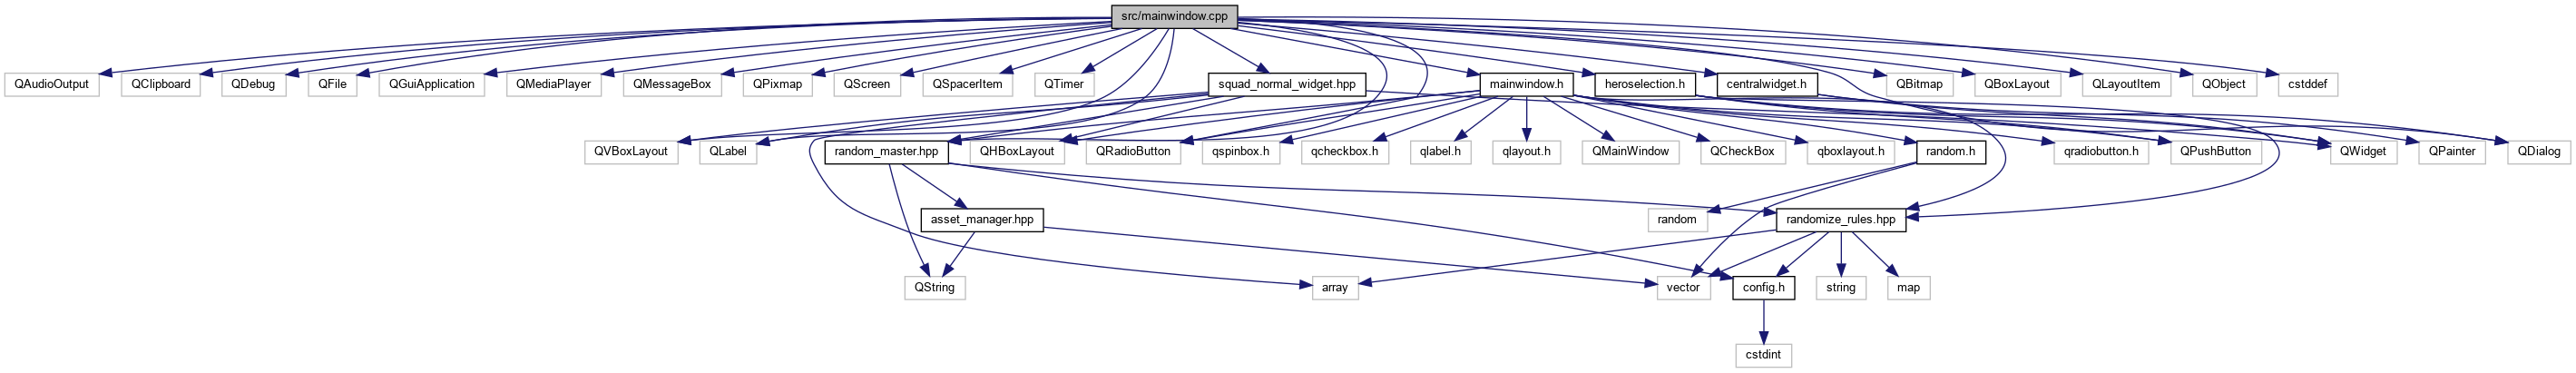 src/mainwindow.cpp
QAudioOutput
QClipboard
QDebug
QFile
QGuiApplication
QMediaPlayer
QMessageBox
QPixmap
QScreen
QSpacerItem
QTimer
squad_normal_widget.hpp
mainwindow.h
heroselection.h
centralwidget.h
QBitmap
QBoxLayout
QLayoutItem
QObject
cstddef
QVBoxLayout
QLabel
random_master.hpp
QHBoxLayout
QRadioButton
qspinbox.h
qcheckbox.h
qlabel.h
qlayout.h
QMainWindow
QCheckBox
qboxlayout.h
random.h
qradiobutton.h
QPushButton
QWidget
QPainter
QDialog
asset_manager.hpp
random
randomize_rules.hpp
QString
array
vector
config.h
string
map
cstdint